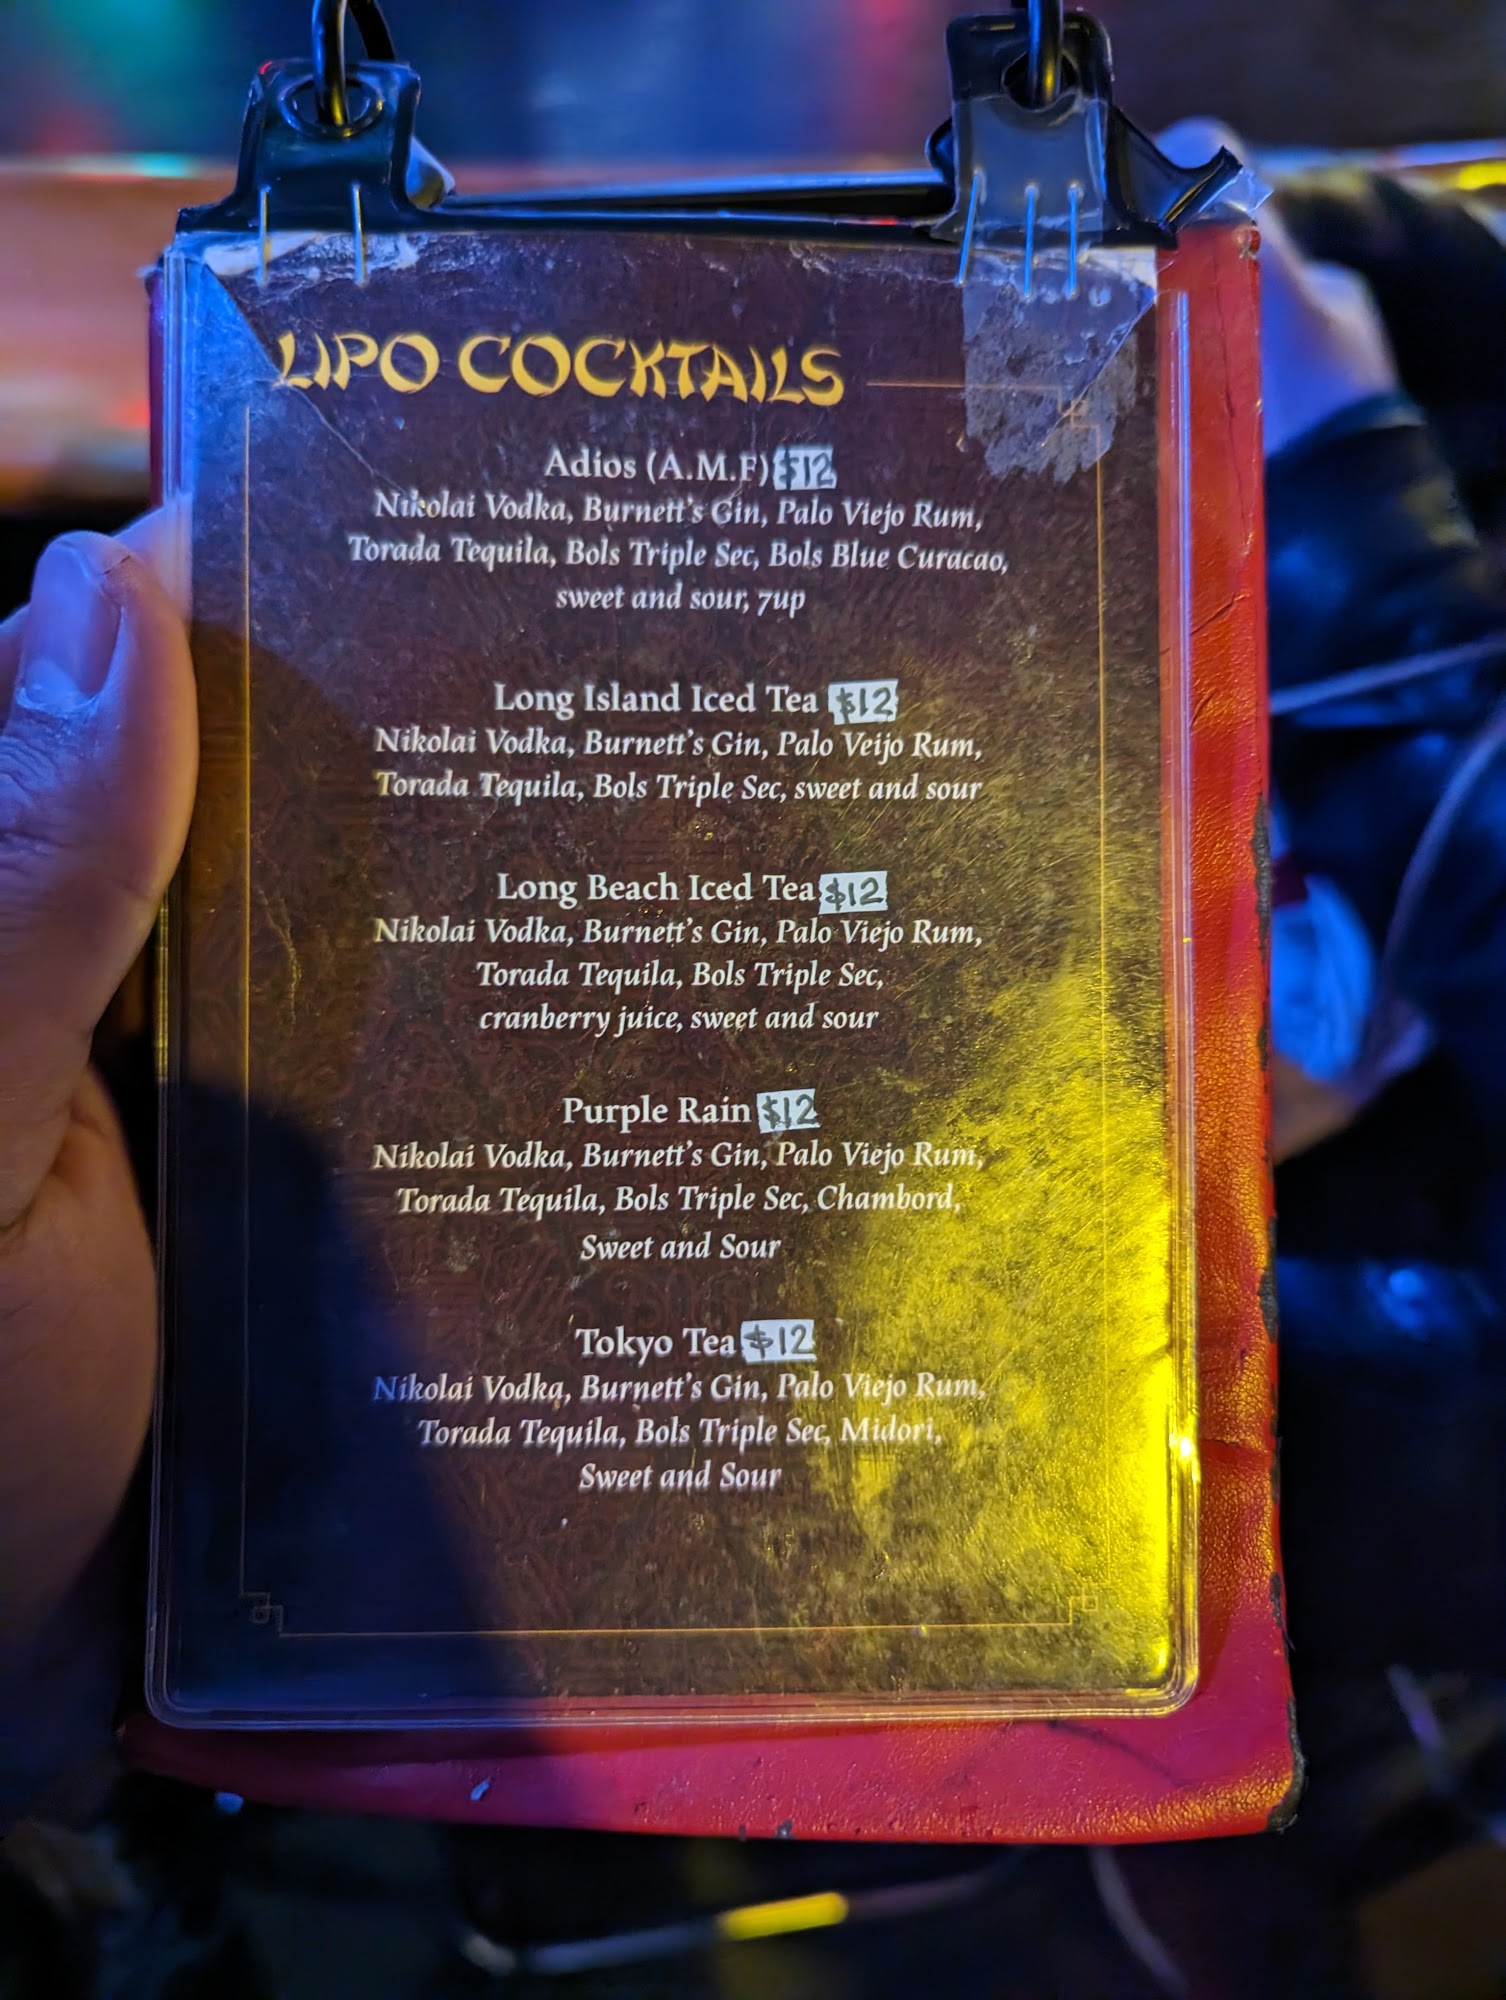 LIPO COCKTAILS
Adios (A.M.F) $12
Nikolai Vodka, Burnett's Gin, Palo Viejo Rum,
Torada Tequila, Bols Triple Sec, Bols Blue Curacao,
sweet and sour, 7up
Long Island Iced Tea $12
Nikolai Vodka, Burnett's Gin, Palo Veijo Rum,
Torada Tequila, Bols Triple Sec, sweet and sour
Long Beach Iced Tea $12
Nikolai Vodka, Burnett's Gin, Palo Viejo Rum,
Torada Tequila, Bols Triple Sec,
cranberry juice, sweet and sour
Purple Rain $12
Nikolai Vodka, Burnett's Gin, Palo Viejo Rum,
Torada Tequila, Bols Triple Sec, Chambord,
Sweet and Sour
Tokyo Tea $12
Nikolai Vodka, Burnett's Gin, Palo Viejo Rum,
Torada Tequila, Bols Triple Sec, Midori,
Sweet and Sour